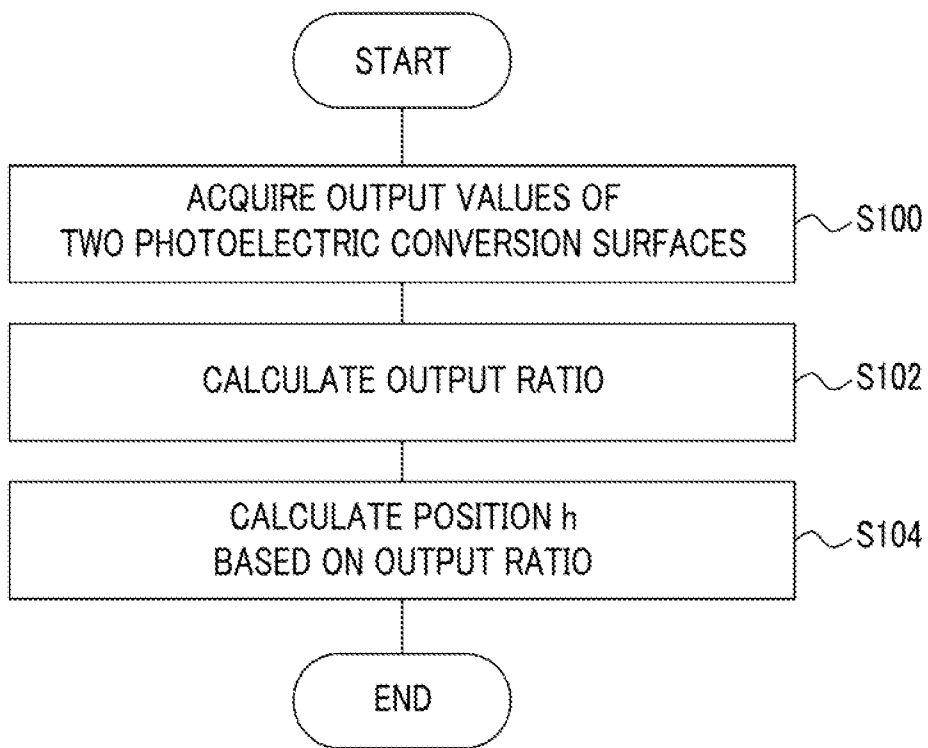 START
ACQUIRE OUTPUT VALUES OF
TWO PHOTOELECTRIC CONVERSION SURFACES
S100
CALCULATE OUTPUT RATIO
S102
CALCULATE POSITION h
BASED ON OUTPUT RATIO
S104
END